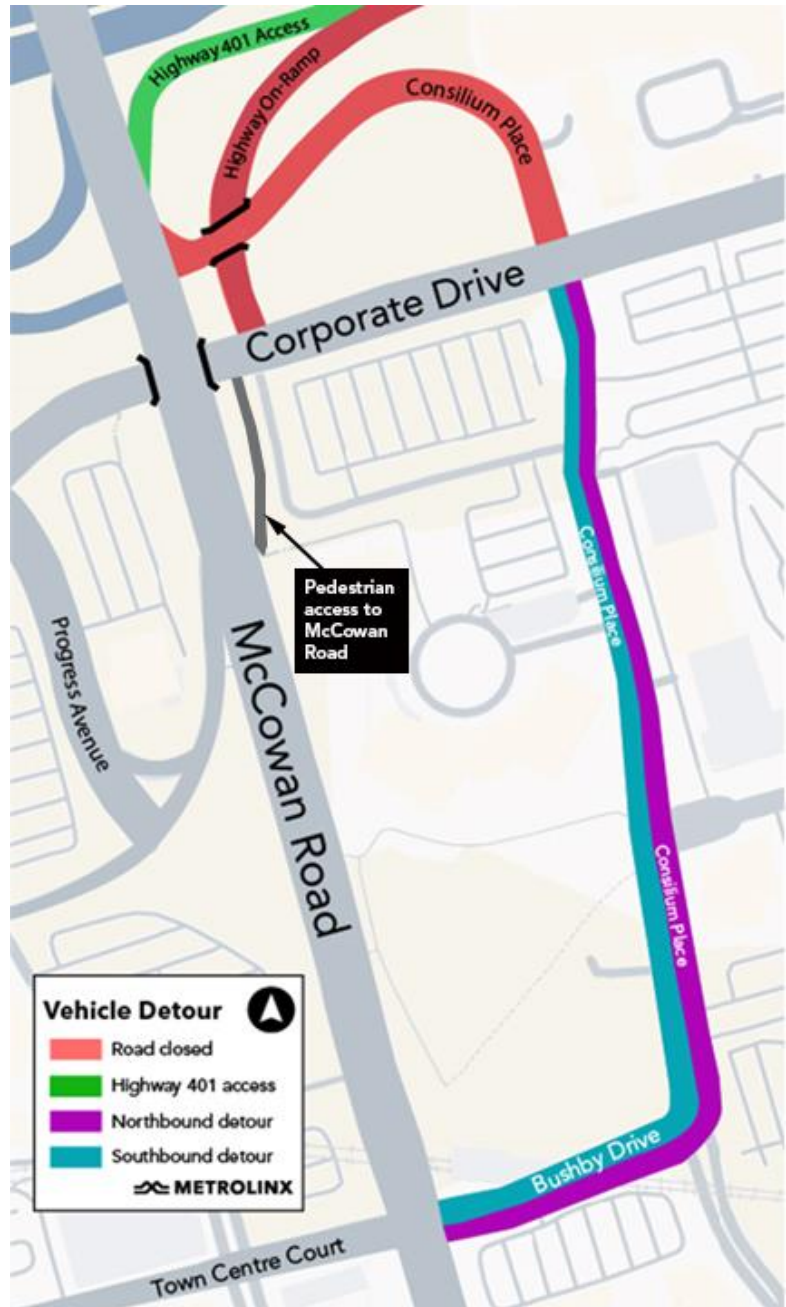 Highway 401 Access
Highway On-Ramp
Consilium Place
Corporate Drive
Consilium Place
Pedestrian
access to
McCowan
Road
Progress Avenue
McCowan Road
Consilium Place
Vehicle Detour
Road closed
Highway 401 access
Northbound detour
Southbound detour
METROLINX
Bushby Drive
Town Centre Court